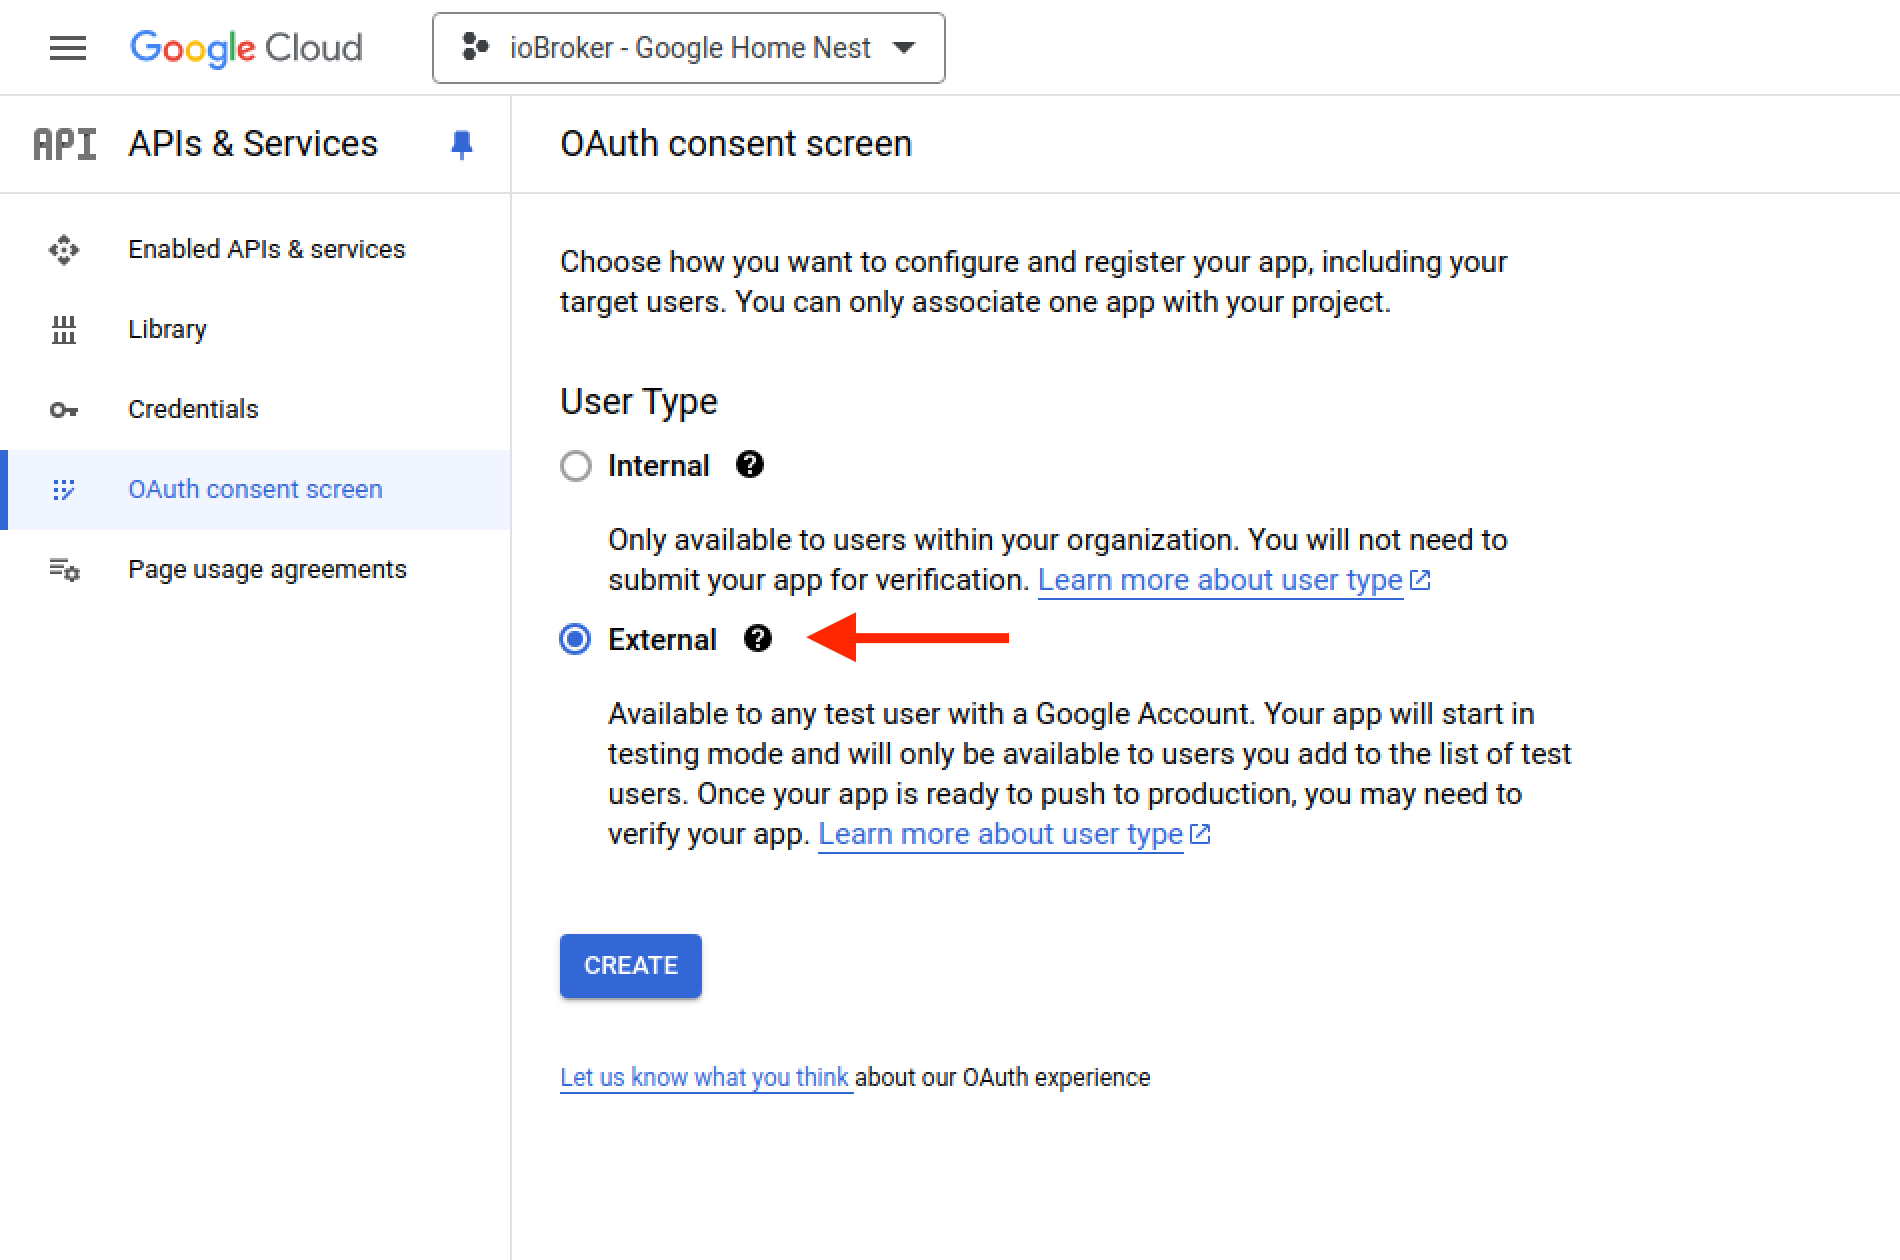 Google Cloud
ioBroker - Google Home Nest
API
APIs & Services
OAuth consent screen
Enabled APIs & services
Library
Credentials
OAuth consent screen
Page usage agreements
Choose how you want to configure and register your app, including your
target users. You can only associate one app with your project.
User Type
Internal
Only available to users within your organization. You will not need to
submit your app for verification. Learn more about user type
External
Available to any test user with a Google Account. Your app will start in
testing mode and will only be available to users you add to the list of test
users. Once your app is ready to push to production, you may need to
verify your app. Learn more about user type
CREATE
Let us know what you think about our OAuth experience